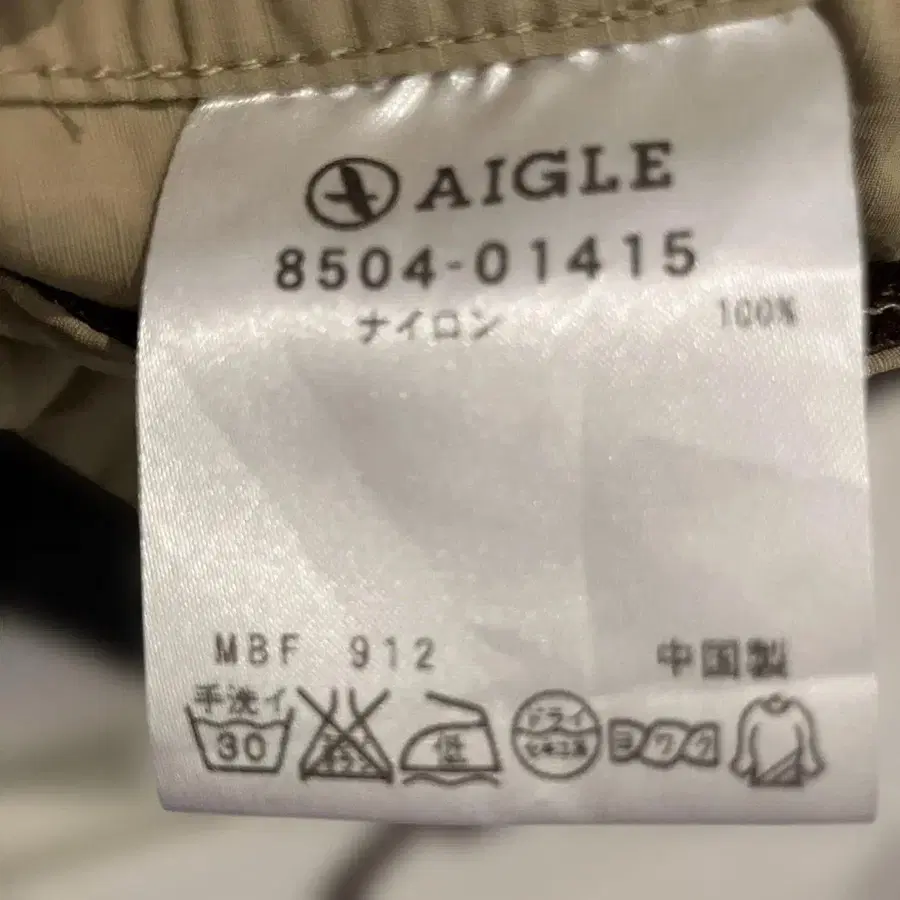 AIGLE
8504-01415
ナイロン 100%
MBF 912 中国製
手洗イ
30 低 ドライ ヨワク
セキユ系